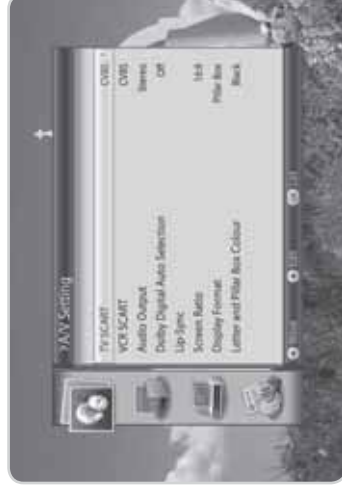 > A/V Setting
TV SCART CVBS
VCR SCART CVBS
Audio Output Stereo
Dolby Digital Auto Selection Off
Lip-Sync
Screen Ratio 16:9
Display Format Pillar Box
Letter and Pillar Box Colour Black